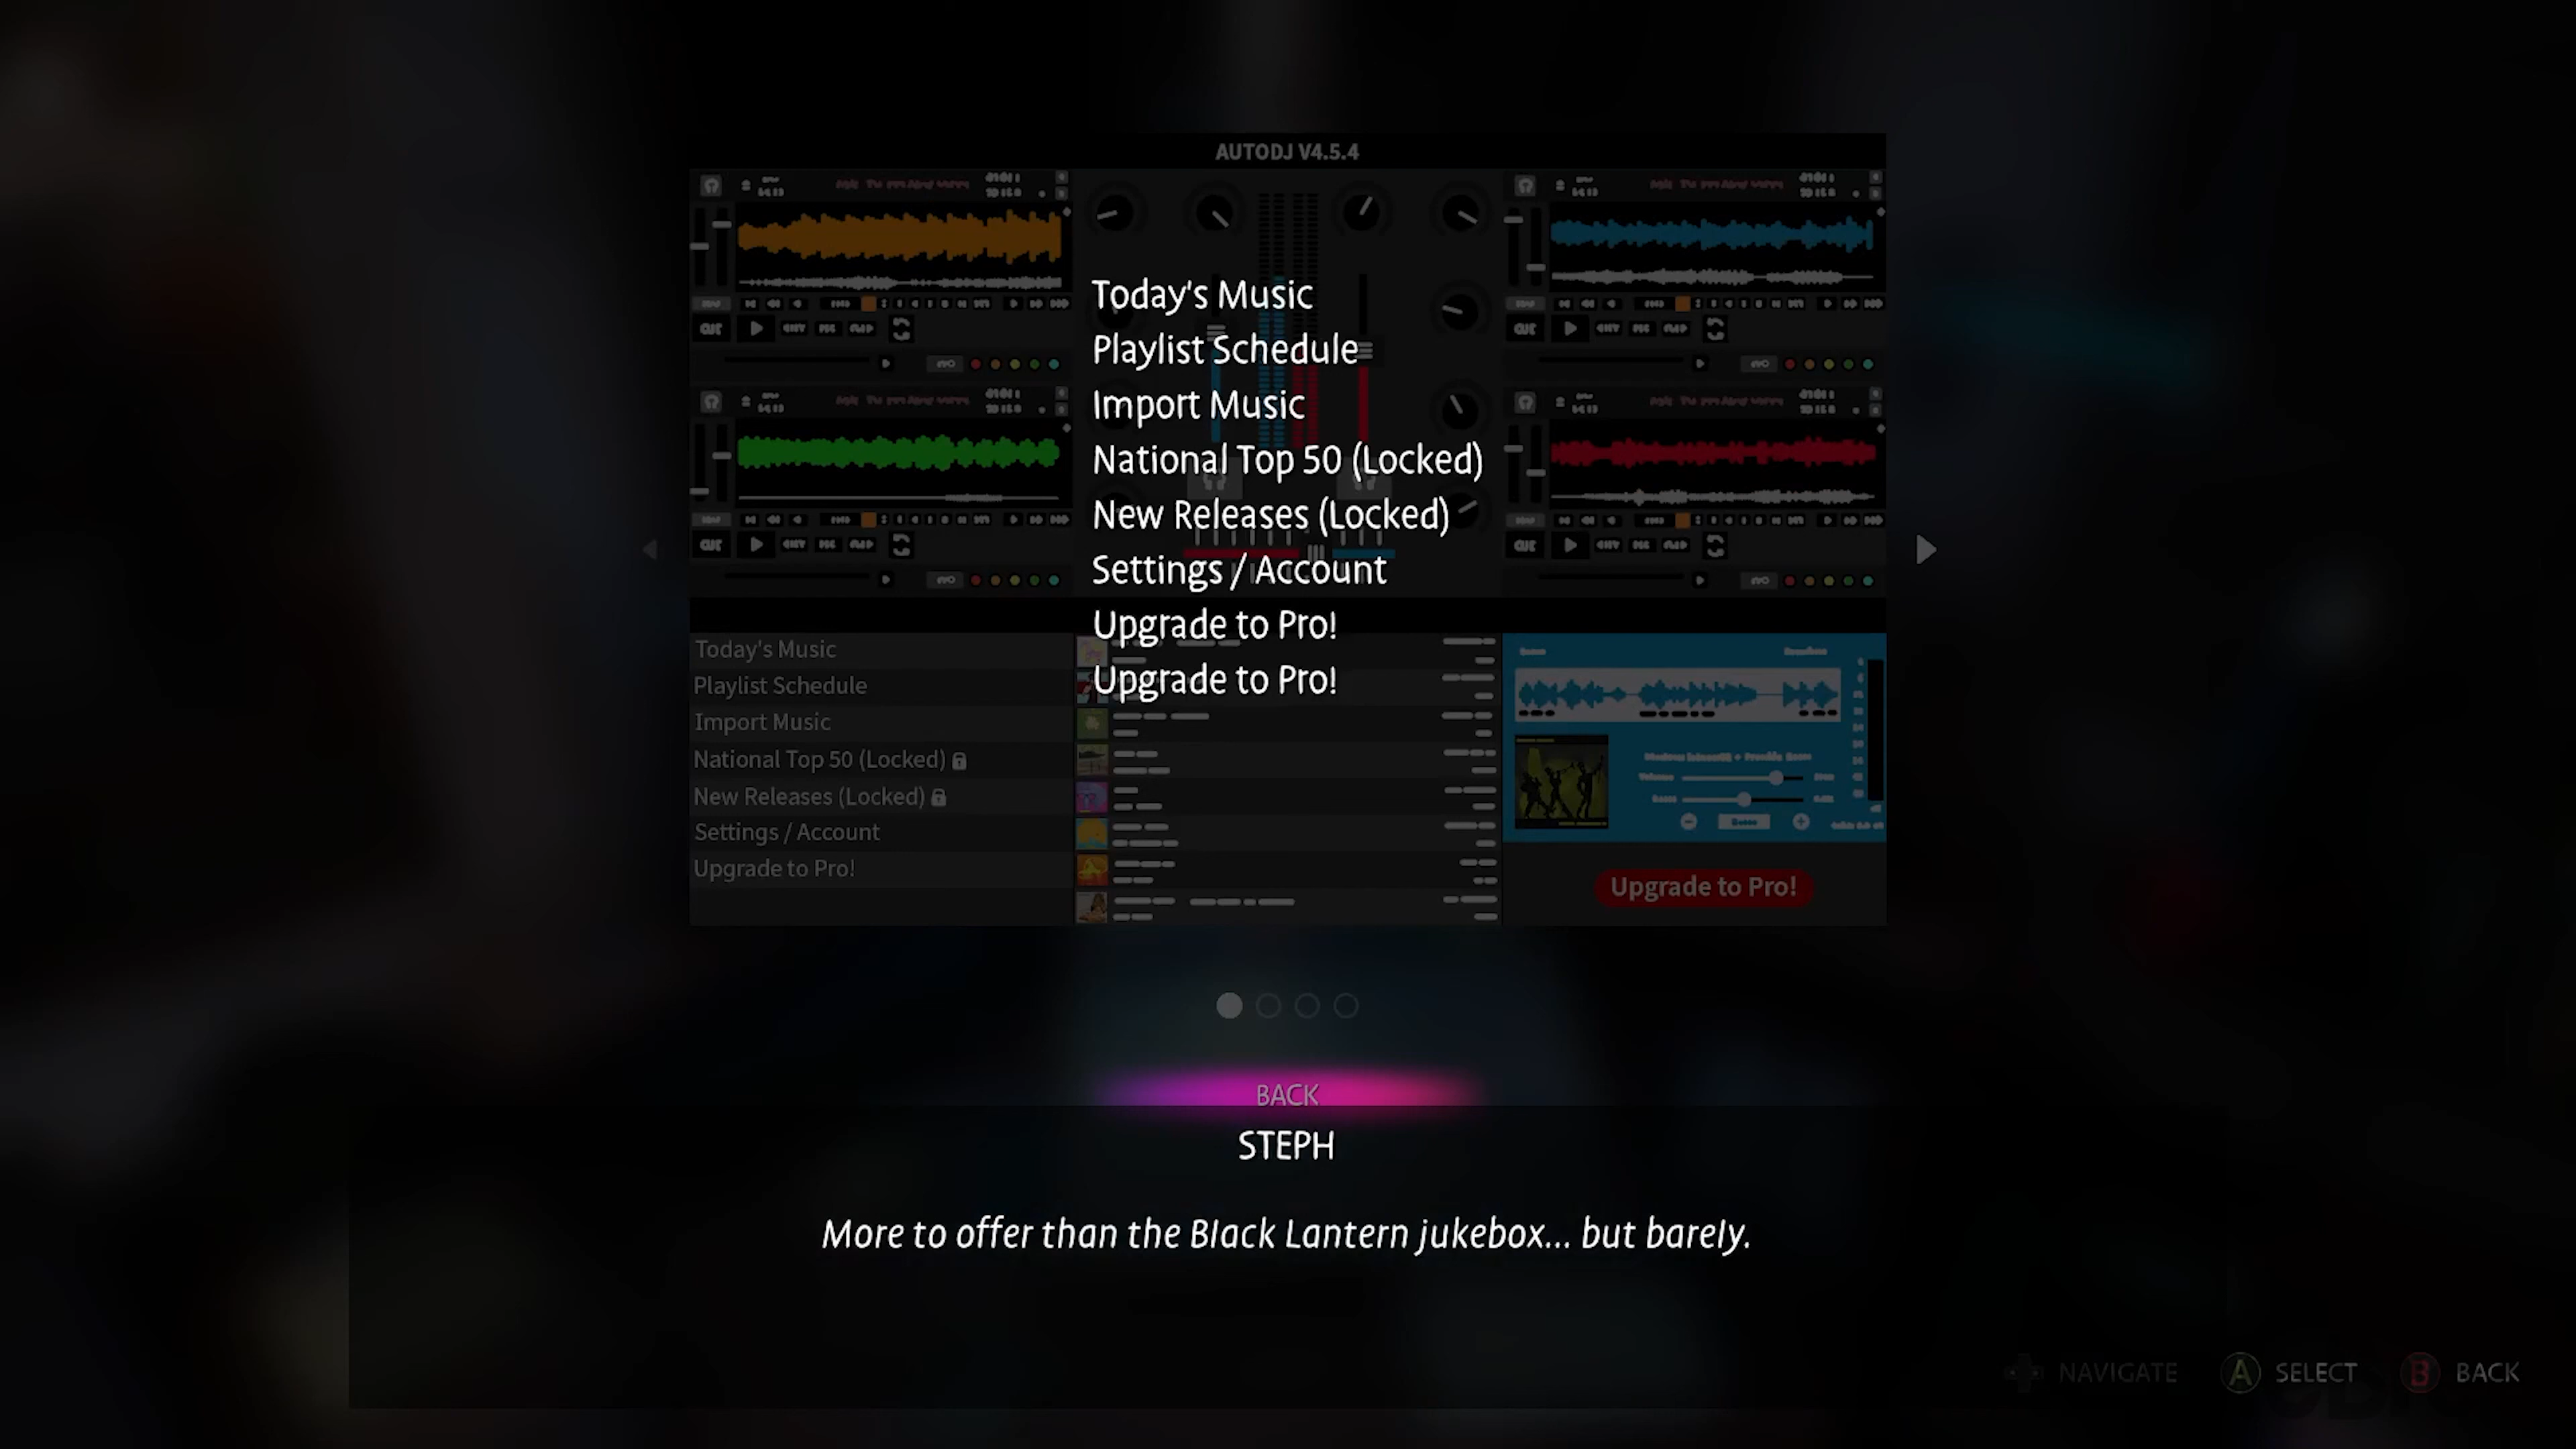 AUTODJ V4.5.4
Today's Music
Playlist Schedule
Import Music
National Top 50 (Locked)
New Releases (Locked)
Settings / Account
Upgrade to Pro!
Upgrade to Pro!
Today's Music
Playlist Schedule
Import Music
National Top 50 (Locked)
New Releases (Locked)
Settings / Account
Upgrade to Pro!
Upgrade to Pro!
BACK
STEPH
More to offer than the Black Lantern jukebox... but barely.
NAVIGATE
A SELECT
B BACK